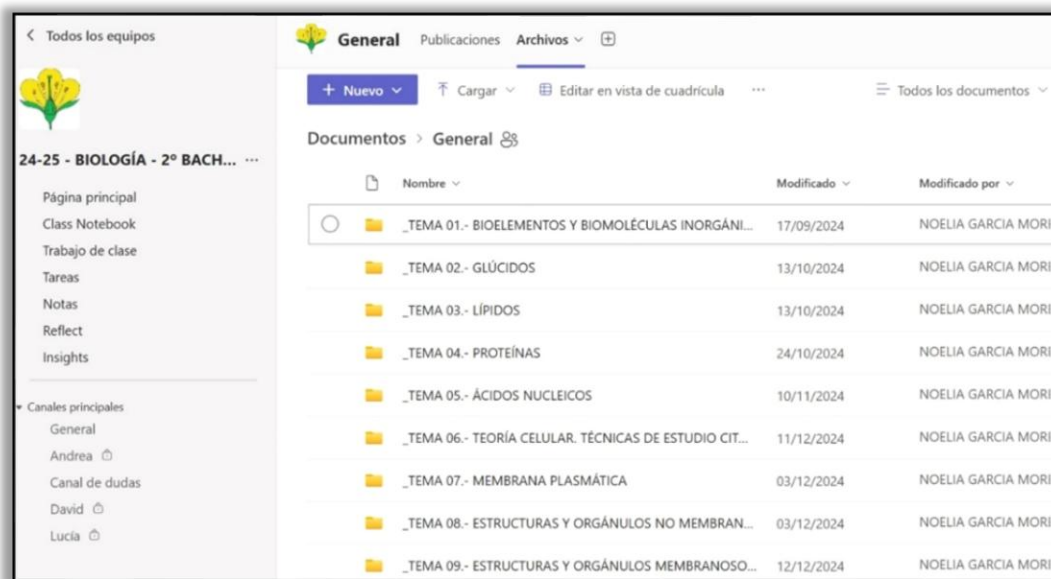 Todos los equipos
24-25 - BIOLOGÍA - 2º BACH... ...
Página principal
Class Notebook
Trabajo de clase
Tareas
Notas
Reflect
Insights
Canales principales
General
Andrea
Canal de dudas
David
Lucía
General Publicaciones Archivos
+ Nuevo Cargar Editar en vista de cuadrícula ... Todos los documentos
Documentos > General
Nombre Modificado Modificado por
_TEMA 01.- BIOELEMENTOS Y BIOMOLÉCULAS INORGÁNI... 17/09/2024 NOELIA GARCIA MORI
_TEMA 02.- GLÚCIDOS 13/10/2024 NOELIA GARCIA MORI
_TEMA 03.- LÍPIDOS 13/10/2024 NOELIA GARCIA MORI
_TEMA 04.- PROTEÍNAS 24/10/2024 NOELIA GARCIA MORI
_TEMA 05.- ÁCIDOS NUCLEICOS 10/11/2024 NOELIA GARCIA MORI
_TEMA 06.- TEORÍA CELULAR. TÉCNICAS DE ESTUDIO CIT... 11/12/2024 NOELIA GARCIA MORI
_TEMA 07.- MEMBRANA PLASMÁTICA 03/12/2024 NOELIA GARCIA MORI
_TEMA 08.- ESTRUCTURAS Y ORGÁNULOS NO MEMBRAN... 03/12/2024 NOELIA GARCIA MORI
_TEMA 09.- ESTRUCTURAS Y ORGÁNULOS MEMBRANOSO... 12/12/2024 NOELIA GARCIA MORI